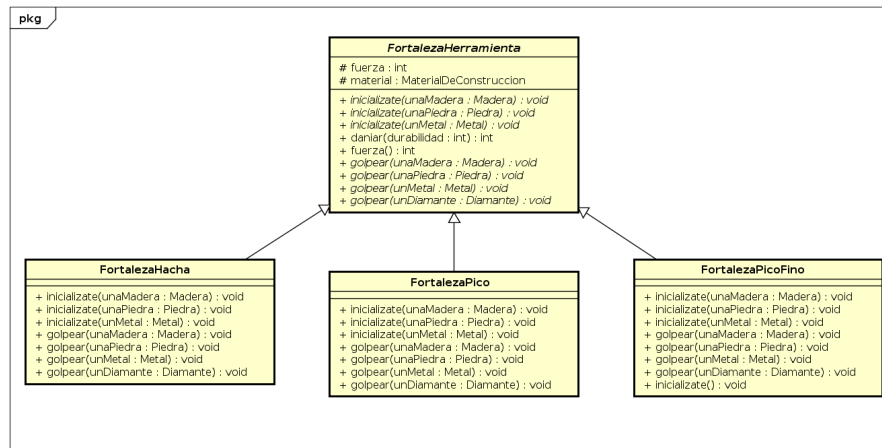 pkg
FortalezaHerramienta
# fuerza : int
# material : MaterialDeConstruccion
+ inicializate(unaMadera : Madera) : void
+ inicializate(unaPiedra : Piedra) : void
+ inicializate(unMetal : Metal) : void
+ daniar(durabilidad : int) : int
+ fuerza() : int
+ golpear(unaMadera : Madera) : void
+ golpear(unaPiedra : Piedra) : void
+ golpear(unMetal : Metal) : void
+ golpear(unDiamante : Diamante) : void
FortalezaHacha
+ inicializate(unaMadera : Madera) : void
+ inicializate(unaPiedra : Piedra) : void
+ inicializate(unMetal : Metal) : void
+ golpear(unaMadera : Madera) : void
+ golpear(unaPiedra : Piedra) : void
+ golpear(unMetal : Metal) : void
+ golpear(unDiamante : Diamante) : void
FortalezaPico
+ inicializate(unaMadera : Madera) : void
+ inicializate(unaPiedra : Piedra) : void
+ inicializate(unMetal : Metal) : void
+ golpear(unaMadera : Madera) : void
+ golpear(unaPiedra : Piedra) : void
+ golpear(unMetal : Metal) : void
+ golpear(unDiamante : Diamante) : void
FortalezaPicoFino
+ inicializate(unaMadera : Madera) : void
+ inicializate(unaPiedra : Piedra) : void
+ inicializate(unMetal : Metal) : void
+ golpear(unaMadera : Madera) : void
+ golpear(unaPiedra : Piedra) : void
+ golpear(unMetal : Metal) : void
+ golpear(unDiamante : Diamante) : void
+ inicializate() : void